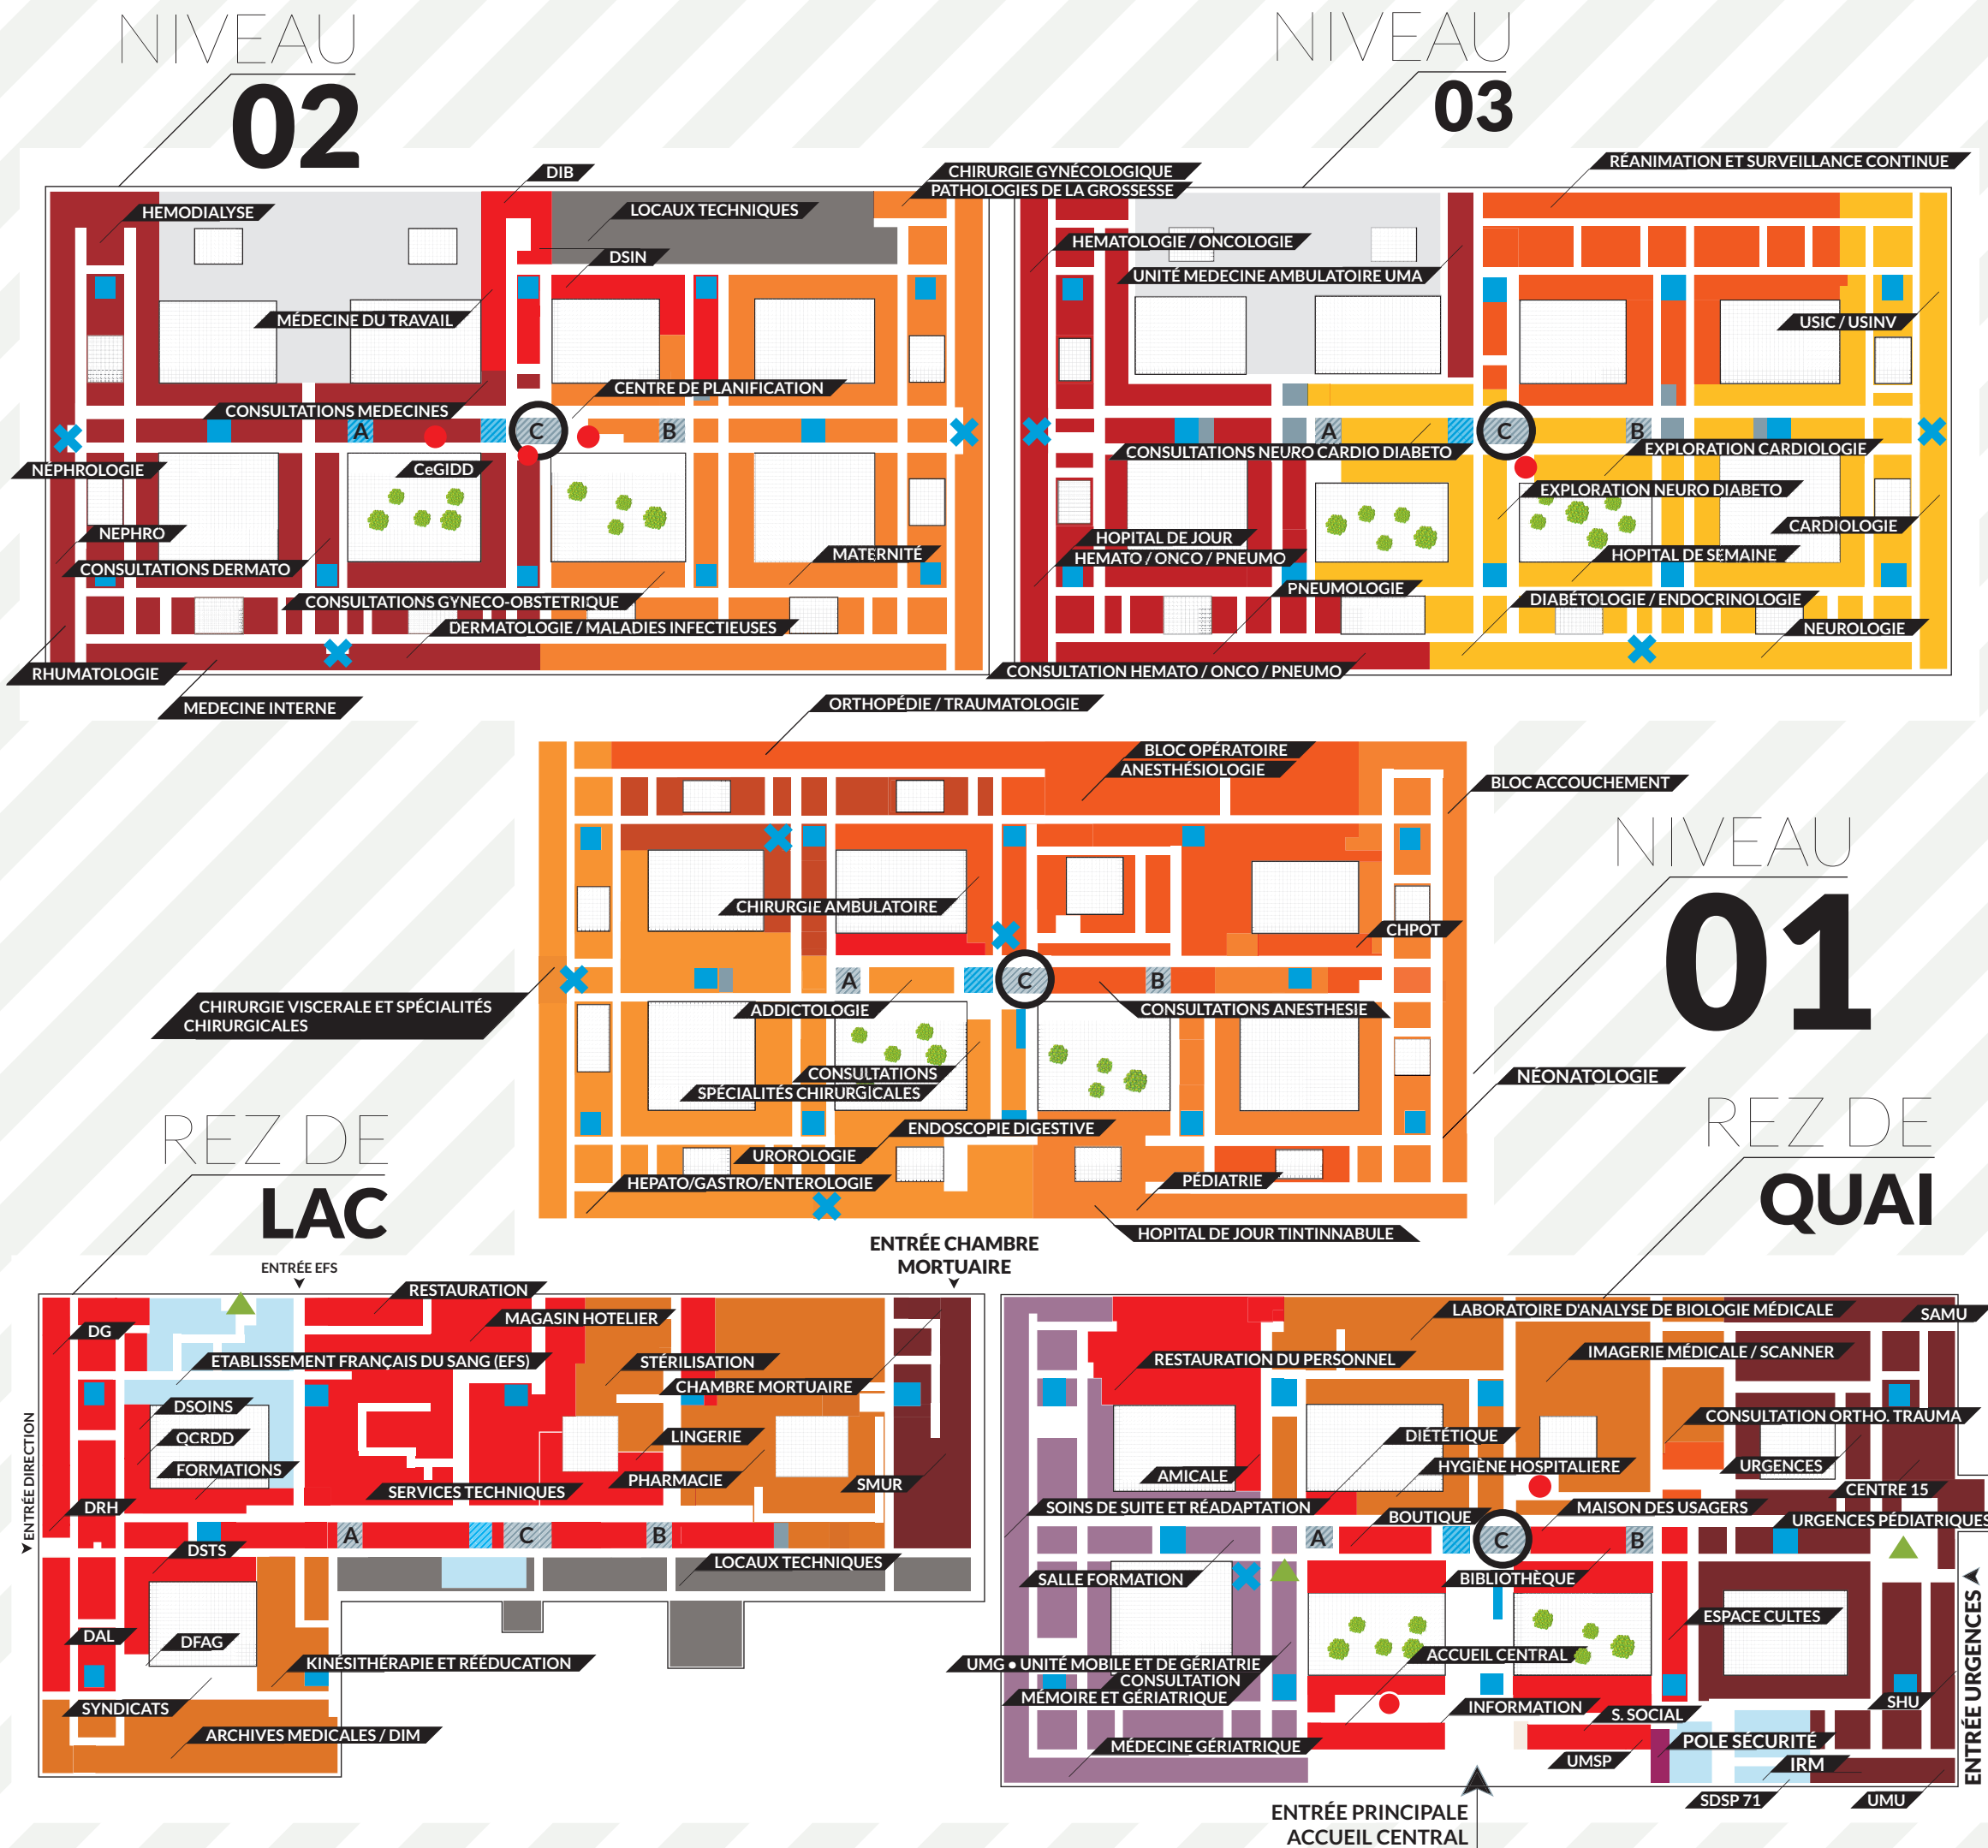 NIVEAU
02
DIB
HEMODIALYSE
LOCAUX TECHNIQUES
DSIN
MÉDECINE DU TRAVAIL
CENTRE DE PLANIFICATION
CONSULTATIONS MEDECINES
A
C
B
NÉPHROLOGIE
CeGIDD
NEPHRO
CONSULTATIONS DERMATO
MATERNITÉ
CONSULTATIONS GYNECO-OBSTETRIQUE
DERMATOLOGIE / MALADIES INFECTIEUSES
RHUMATOLOGIE
MEDECINE INTERNE
CHIRURGIE GYNÉCOLOGIQUE
PATHOLOGIES DE LA GROSSESSE
NIVEAU
03
RÉANIMATION ET SURVEILLANCE CONTINUE
HEMATOLOGIE / ONCOLOGIE
UNITÉ MEDECINE AMBULATOIRE UMA
USIC / USINV
A
C
B
CONSULTATIONS NEURO CARDIO DIABETO
EXPLORATION CARDIOLOGIE
EXPLORATION NEURO DIABETO
CARDIOLOGIE
HOPITAL DE JOUR
HEMATO / ONCO / PNEUMO
HOPITAL DE SEMAINE
PNEUMOLOGIE
DIABÉTOLOGIE / ENDOCRINOLOGIE
NEUROLOGIE
CONSULTATION HEMATO / ONCO / PNEUMO
ORTHOPÉDIE / TRAUMATOLOGIE
BLOC OPÉRATOIRE
ANESTHÉSIOLOGIE
BLOC ACCOUCHEMENT
NIVEAU
01
CHIRURGIE AMBULATOIRE
CHPOT
A
C
B
CHIRURGIE VISCERALE ET SPÉCIALITÉS
CHIRURGICALES
ADDICTOLOGIE
CONSULTATIONS ANESTHESIE
CONSULTATIONS
SPÉCIALITÉS CHIRURGICALES
NÉONATOLOGIE
ENDOSCOPIE DIGESTIVE
UROROLOGIE
HEPATO/GASTRO/ENTEROLOGIE
PÉDIATRIE
HOPITAL DE JOUR TINTINNABULE
REZ DE
LAC
ENTRÉE EFS
ENTRÉE CHAMBRE
MORTUAIRE
RESTAURATION
MAGASIN HOTELIER
DG
ETABLISSEMENT FRANÇAIS DU SANG (EFS)
STÉRILISATION
CHAMBRE MORTUAIRE
DSOINS
QCRDD
LINGERIE
FORMATIONS
PHARMACIE
SMUR
SERVICES TECHNIQUES
DRH
ENTRÉE DIRECTION
A
C
B
DSTS
LOCAUX TECHNIQUES
DAL
DFAG
KINÉSITHÉRAPIE ET RÉÉDUCATION
SYNDICATS
ARCHIVES MEDICALES / DIM
REZ DE
QUAI
LABORATOIRE D'ANALYSE DE BIOLOGIE MÉDICALE
SAMU
RESTAURATION DU PERSONNEL
IMAGERIE MÉDICALE / SCANNER
CONSULTATION ORTHO. TRAUMA
DIÉTÉTIQUE
HYGIÈNE HOSPITALIERE
URGENCES
AMICALE
CENTRE 15
SOINS DE SUITE ET RÉADAPTATION
BOUTIQUE
MAISON DES USAGERS
URGENCES PÉDIATRIQUES
A
C
B
SALLE FORMATION
BIBLIOTHÈQUE
ESPACE CULTES
ACCUEIL CENTRAL
UMG • UNITÉ MOBILE ET DE GÉRIATRIE
CONSULTATION
MÉMOIRE ET GÉRIATRIQUE
INFORMATION
S. SOCIAL
SHU
MÉDECINE GÉRIATRIQUE
POLE SÉCURITÉ
UMSP
IRM
SDSP 71
UMU
ENTRÉE URGENCES
ENTRÉE PRINCIPALE
ACCUEIL CENTRAL